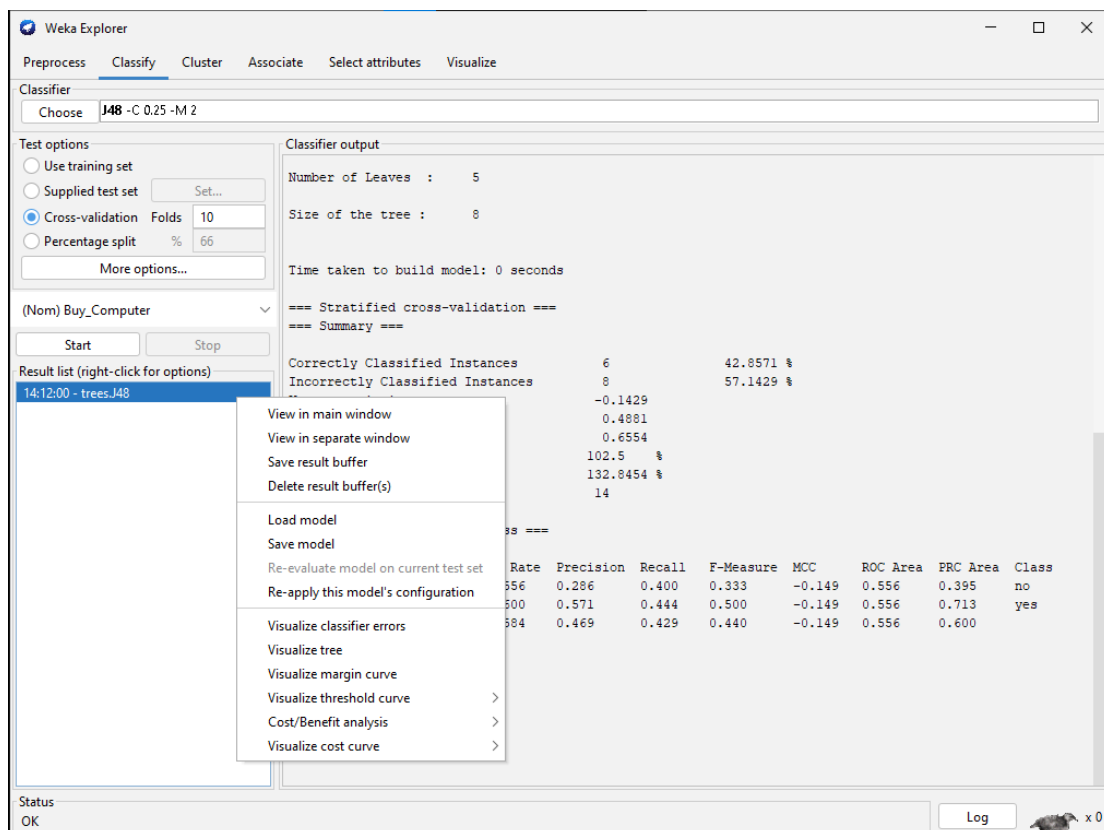 Weka Explorer
Preprocess Classify Cluster Associate Select attributes Visualize
Classifier
Choose J48 -C 0.25 -M 2
Test options
Use training set
Supplied test set Set...
Cross-validation Folds 10
Percentage split % 66
More options...
(Nom) Buy_Computer
Start Stop
Result list (right-click for options)
14:12:00 - trees.J48
View in main window
View in separate window
Save result buffer
Delete result buffer(s)
Load model
Save model
Re-evaluate model on current test set
Re-apply this model's configuration
Visualize classifier errors
Visualize tree
Visualize margin curve
Visualize threshold curve
Cost/Benefit analysis
Visualize cost curve
Classifier output
Number of Leaves : 5
Size of the tree : 8
Time taken to build model: 0 seconds
=== Stratified cross-validation ===
=== Summary ===
Correctly Classified Instances 6 42.8571 %
Incorrectly Classified Instances 8 57.1429 %
-0.1429
0.4881
0.6554
102.5 %
132.8454 %
14
ss ===
Rate Precision Recall F-Measure MCC ROC Area PRC Area Class
556 0.286 0.400 0.333 -0.149 0.556 0.395 no
600 0.571 0.444 0.500 -0.149 0.556 0.713 yes
584 0.469 0.429 0.440 -0.149 0.556 0.600
Status
OK
Log x 0